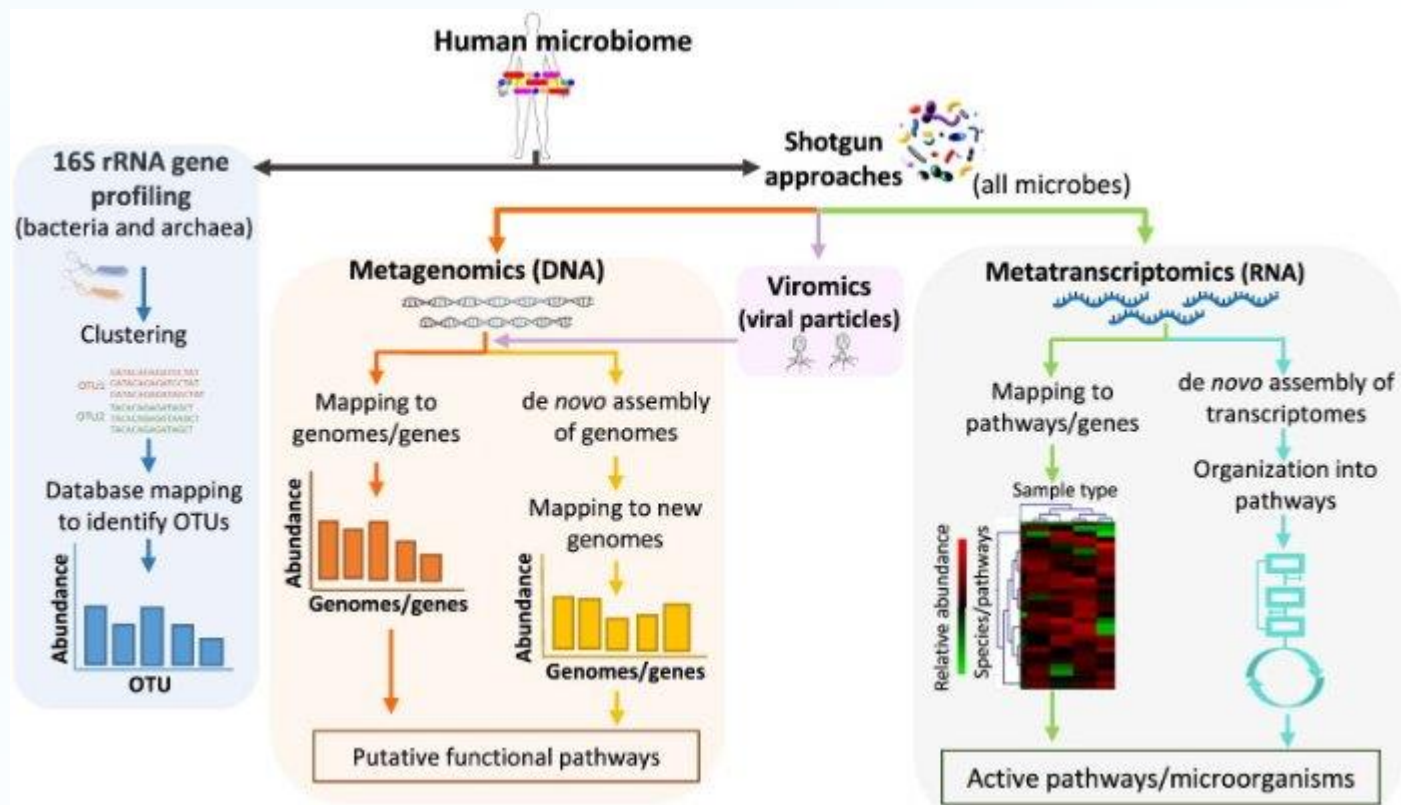 Human microbiome
16S rRNA gene
profiling
(bacteria and archaea)
Clustering
OTU1
GATACAGAGATGCTAT
OTU2
TACACAGAGATAGCT
TACACAGAGATAGCT
Database mapping
to identify OTUs
Abundance
OTU
Shotgun
approaches
(all microbes)
Metagenomics (DNA)
Mapping to
genomes/genes
Abundance
Genomes/genes
de novo assembly
of genomes
Mapping to new
genomes
Abundance
Genomes/genes
Putative functional pathways
Viromics
(viral particles)
Metatranscriptomics (RNA)
Mapping to
pathways/genes
Sample type
Relative abundance
Species/pathways
de novo assembly of
transcriptomes
Organization into
pathways
Active pathways/microorganisms